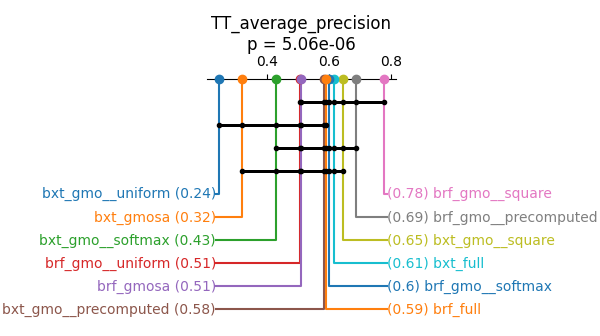 TT_average_precision
p = 5.06e-06
0.4 0.6 0.8
bxt_gmo__uniform (0.24) (0.78) brf_gmo__square
bxt_gmosa (0.32) (0.69) brf_gmo__precomputed
bxt_gmo__softmax (0.43) (0.65) bxt_gmo__square
brf_gmo__uniform (0.51) (0.61) bxt_full
brf_gmosa (0.51) (0.6) brf_gmo__softmax
bxt_gmo__precomputed (0.58) (0.59) brf_full